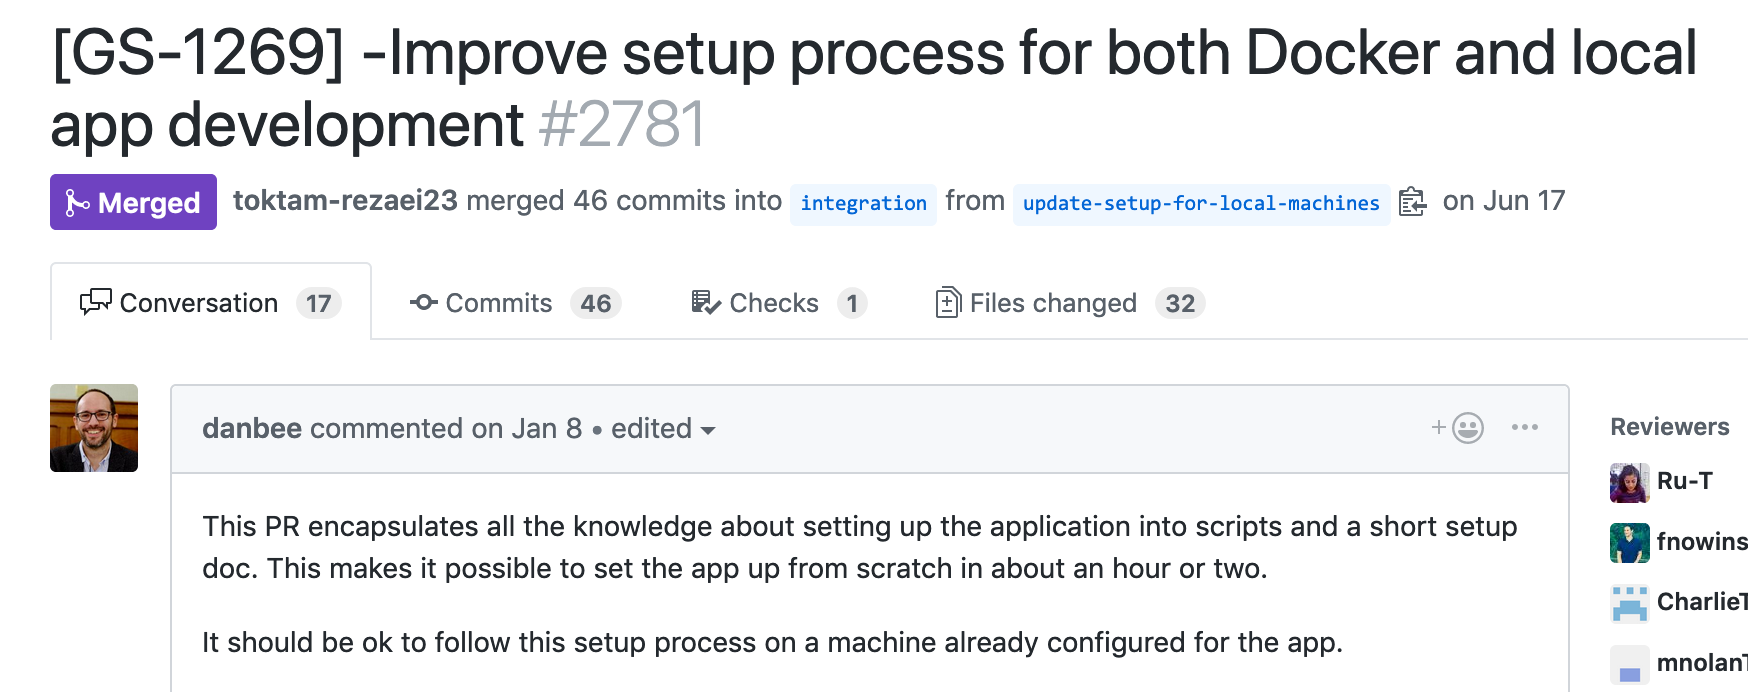 [GS-1269] -Improve setup process for both Docker and local
app development #2781
Merged toktam-rezaei23 merged 46 commits into integration from update-setup-for-local-machines on Jun 17
Conversation 17 Commits 46 Checks 1 Files changed 32
danbee commented on Jan 8 • edited
This PR encapsulates all the knowledge about setting up the application into scripts and a short setup
doc. This makes it possible to set the app up from scratch in about an hour or two.
It should be ok to follow this setup process on a machine already configured for the app.
Reviewers
Ru-T
fnowins
CharlieT
mnolanT